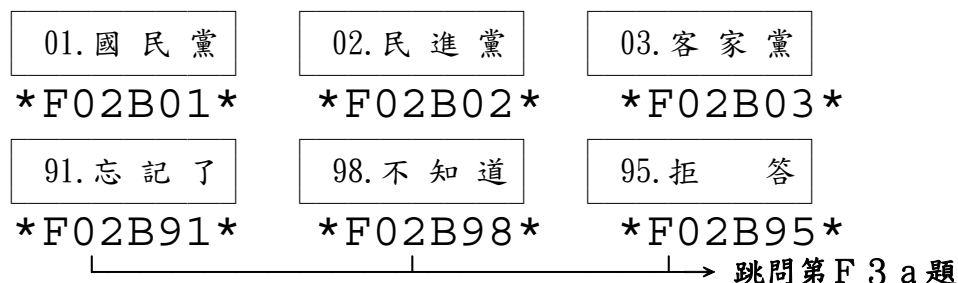 01.國 民 黨 02.民 進 黨 03.客 家 黨
*F02B01* *F02B02* *F02B03*
91.忘 記 了 98.不 知 道 95.拒 答
*F02B91* *F02B98* *F02B95*
跳問第F3a題